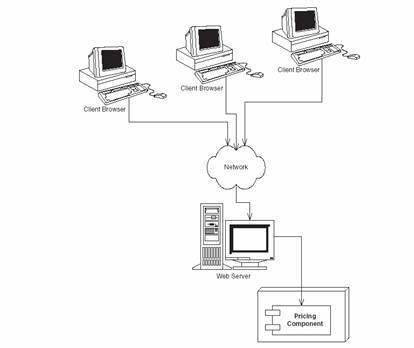 Client Browser
Client Browser
Client Browser
Network
Web Server
Pricing
Component